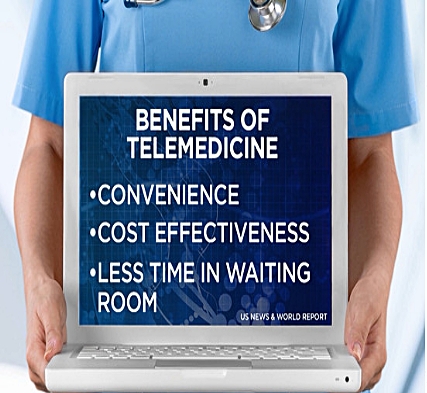 BENEFITS OF
TELEMEDICINE
•CONVENIENCE
•COST EFFECTIVENESS
•LESS TIME IN WAITING
ROOM
US NEWS & WORLD REPORT